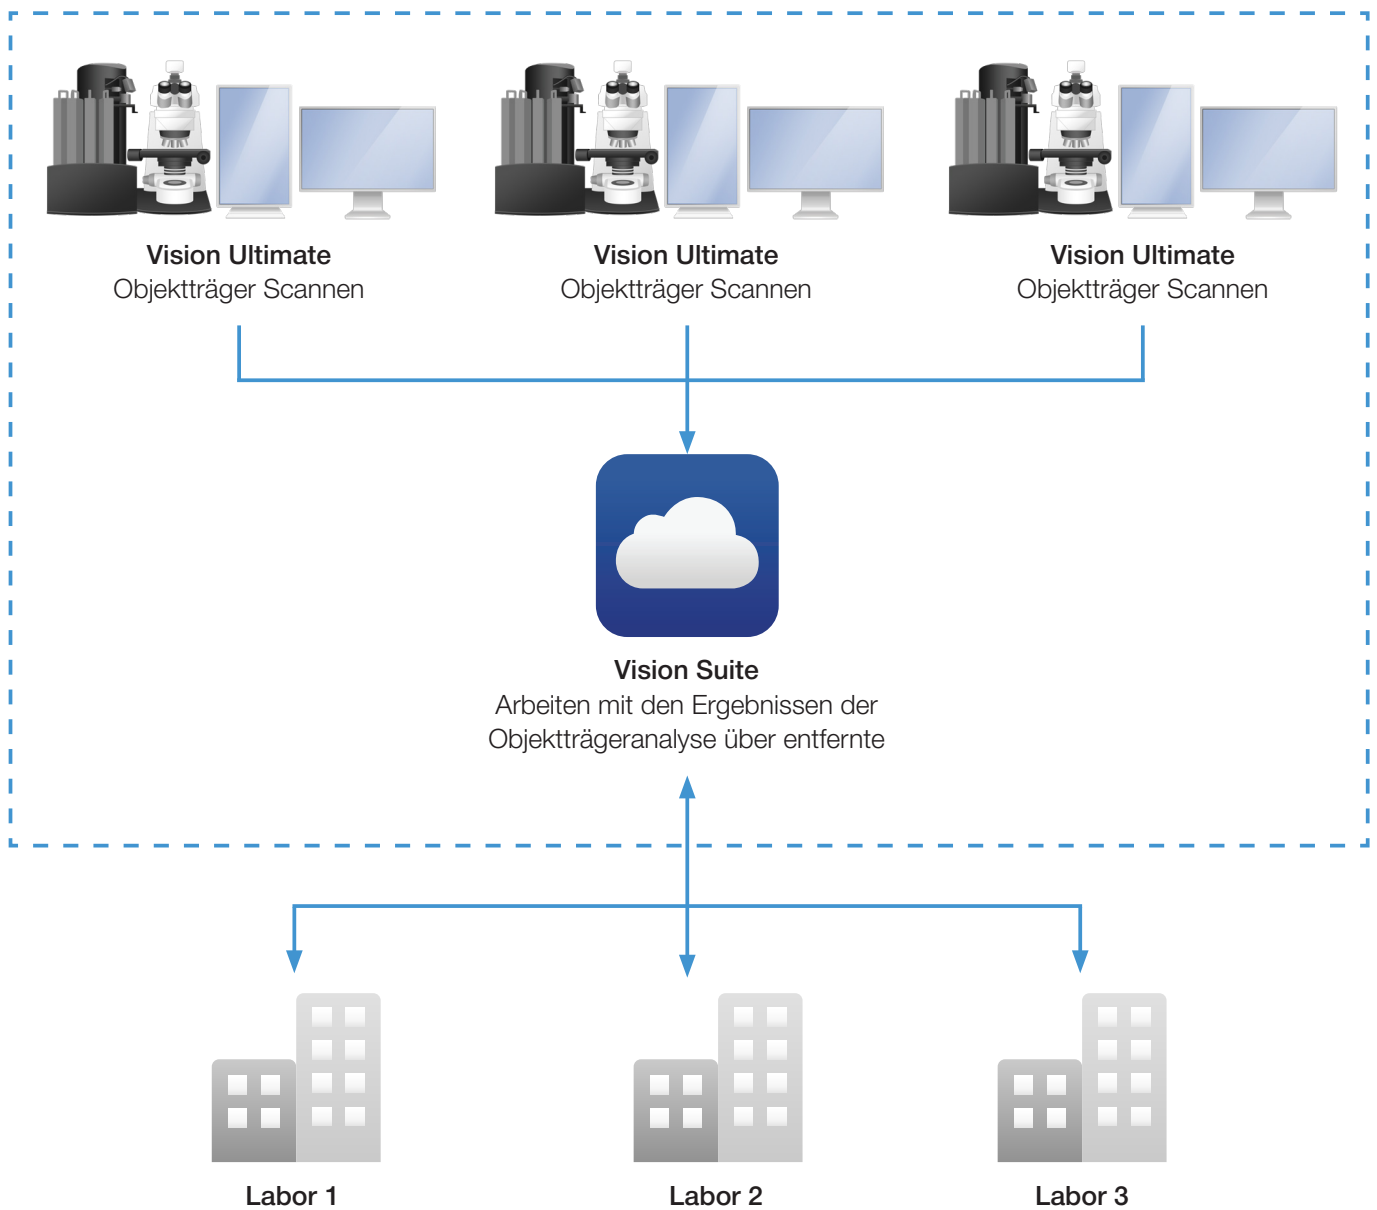 Vision Ultimate
Objektträger Scannen
Vision Ultimate
Objektträger Scannen
Vision Ultimate
Objektträger Scannen
Vision Suite
Arbeiten mit den Ergebnissen der
Objektträgeranalyse über entfernte
Labor 1
Labor 2
Labor 3